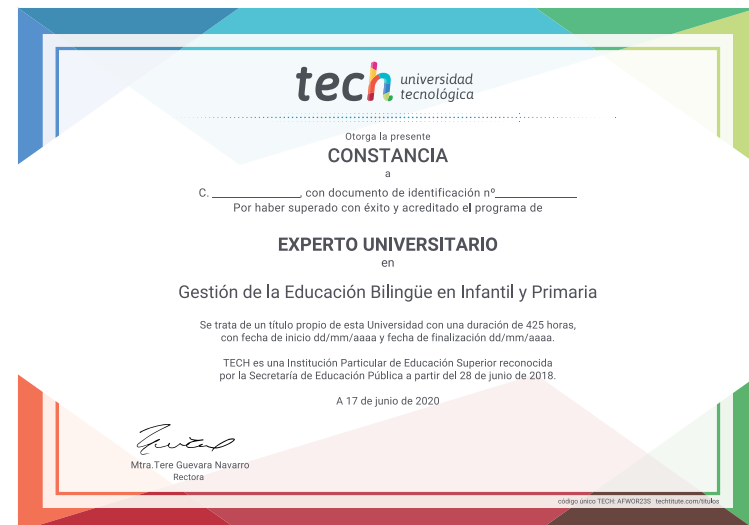 tech universidad
tecnológica
Otorga la presente
CONSTANCIA
a
C. ______________, con documento de identificación nº______________
Por haber superado con éxito y acreditado el programa de
EXPERTO UNIVERSITARIO
en
Gestión de la Educación Bilingüe en Infantil y Primaria
Se trata de un título propio de esta Universidad con una duración de 425 horas,
con fecha de inicio dd/mm/aaaa y fecha de finalización dd/mm/aaaa.
TECH es una Institución Particular de Educación Superior reconocida
por la Secretaría de Educación Pública a partir del 28 de junio de 2018.
A 17 de junio de 2020
Mtra.Tere Guevara Navarro
Rectora
código único TECH: AFWOR23S techtitute.com/titulos